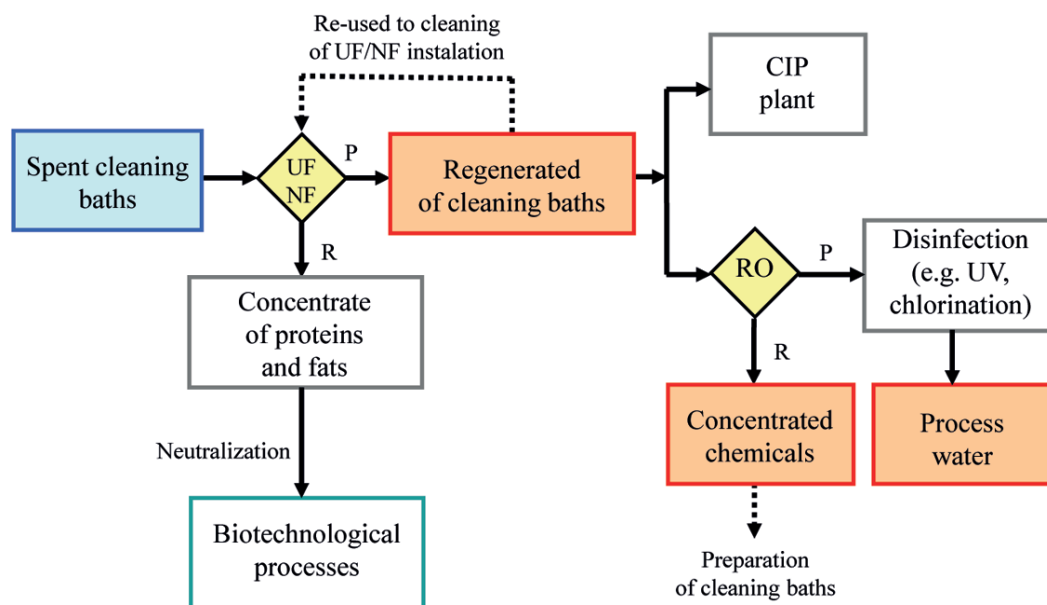 Re-used to cleaning
of UF/NF instalation
CIP
plant
Spent cleaning
baths
UF
NF
P
Regenerated
of cleaning baths
R
RO
P
Disinfection
(e.g. UV,
chlorination)
Concentrate
of proteins
and fats
R
Concentrated
chemicals
Process
water
Neutralization
Biotechnological
processes
Preparation
of cleaning baths